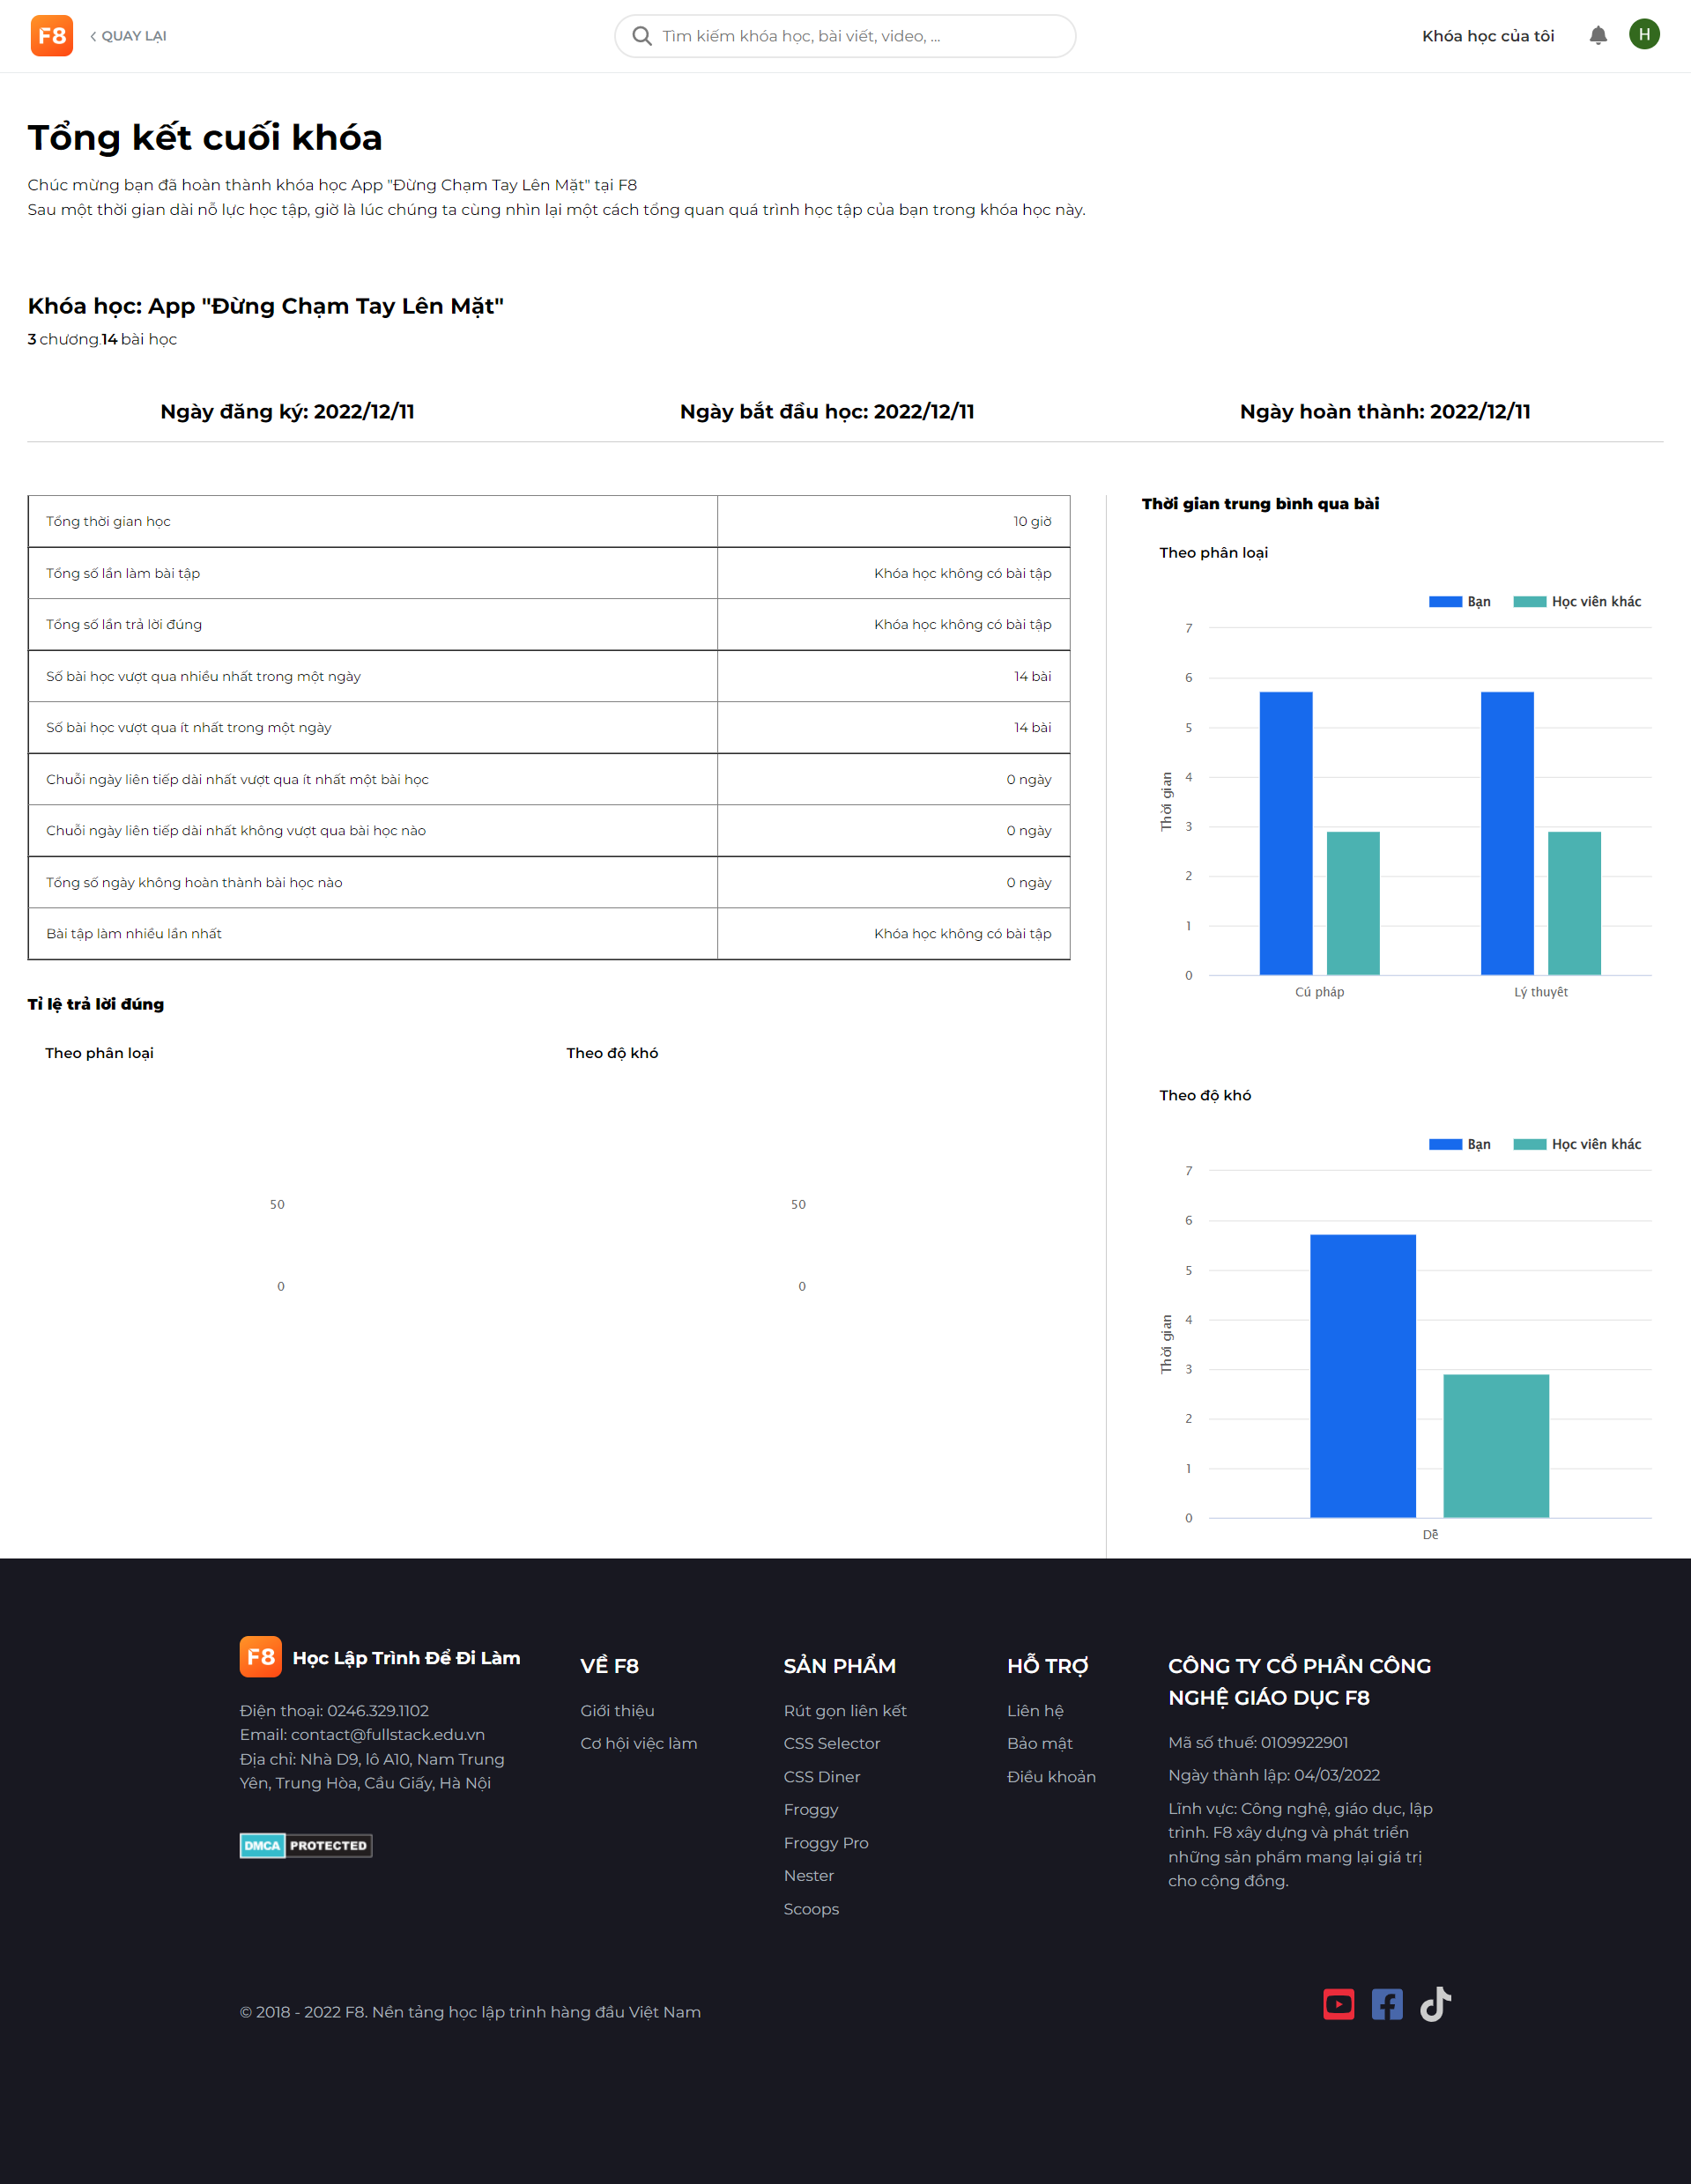 F8
QUAY LẠI
Tìm kiếm khóa học, bài viết, video, ...
Khóa học của tôi
H
Tổng kết cuối khóa
Chúc mừng bạn đã hoàn thành khóa học App "Đừng Chạm Tay Lên Mặt" tại F8
Sau một thời gian dài nỗ lực học tập, giờ là lúc chúng ta cùng nhìn lại một cách tổng quan quá trình học tập của bạn trong khóa học này.
Khóa học: App "Đừng Chạm Tay Lên Mặt"
3 chương.14 bài học
Ngày đăng ký: 2022/12/11
Ngày bắt đầu học: 2022/12/11
Ngày hoàn thành: 2022/12/11
Tổng thời gian học 10 giờ
Tổng số lần làm bài tập Khóa học không có bài tập
Tổng số lần trả lời đúng Khóa học không có bài tập
Số bài học vượt qua nhiều nhất trong một ngày 14 bài
Số bài học vượt qua ít nhất trong một ngày 14 bài
Chuỗi ngày liên tiếp dài nhất vượt qua ít nhất một bài học 0 ngày
Chuỗi ngày liên tiếp dài nhất không vượt qua bài học nào 0 ngày
Tổng số ngày không hoàn thành bài học nào 0 ngày
Bài tập làm nhiều lần nhất Khóa học không có bài tập
Tỉ lệ trả lời đúng
Theo phân loại
50
0
Theo độ khó
50
0
Thời gian trung bình qua bài
Theo phân loại
Bạn Học viên khác
7
6
5
4
3
2
1
0
Thời gian
Cú pháp Lý thuyết
Theo độ khó
Bạn Học viên khác
7
6
5
4
3
2
1
0
Thời gian
Dễ
F8 Học Lập Trình Để Đi Làm
Điện thoại: 0246.329.1102
Email: contact@fullstack.edu.vn
Địa chỉ: Nhà D9, lô A10, Nam Trung
Yên, Trung Hòa, Cầu Giấy, Hà Nội
DMCA PROTECTED
VỀ F8
Giới thiệu
Cơ hội việc làm
SẢN PHẨM
Rút gọn liên kết
CSS Selector
CSS Diner
Froggy
Froggy Pro
Nester
Scoops
HỖ TRỢ
Liên hệ
Bảo mật
Điều khoản
CÔNG TY CỔ PHẦN CÔNG
NGHỆ GIÁO DỤC F8
Mã số thuế: 0109922901
Ngày thành lập: 04/03/2022
Lĩnh vực: Công nghệ, giáo dục, lập
trình. F8 xây dựng và phát triển
những sản phẩm mang lại giá trị
cho cộng đồng.
© 2018 - 2022 F8. Nền tảng học lập trình hàng đầu Việt Nam